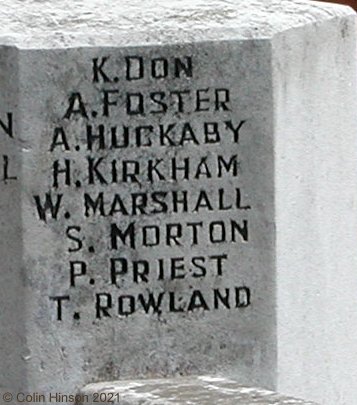 K. DON
A. FOSTER
A. HUCKABY
H. KIRKHAM
W. MARSHALL
S. MORTON
P. PRIEST
T. ROWLAND
© Colin Hinson 2021